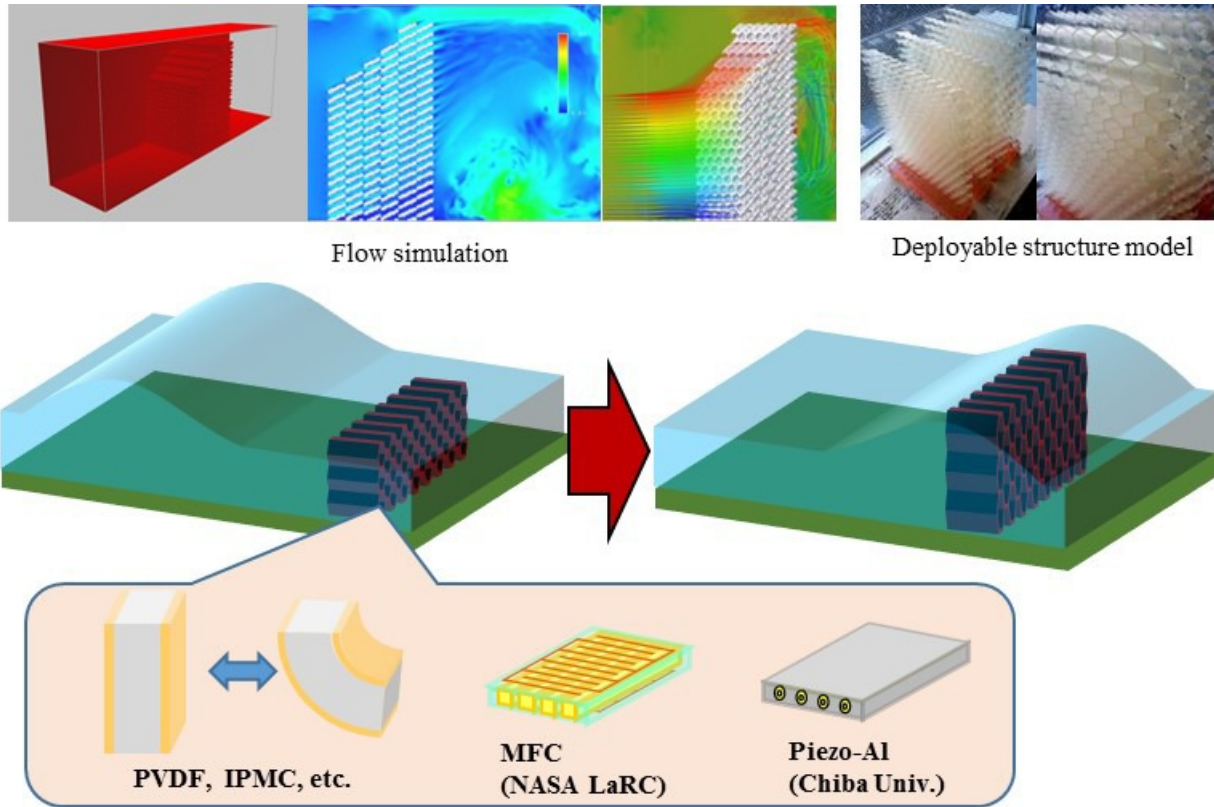 Flow simulation
Deployable structure model
PVDF, IPMC, etc.
MFC
(NASA LaRC)
Piezo-Al
(Chiba Univ.)